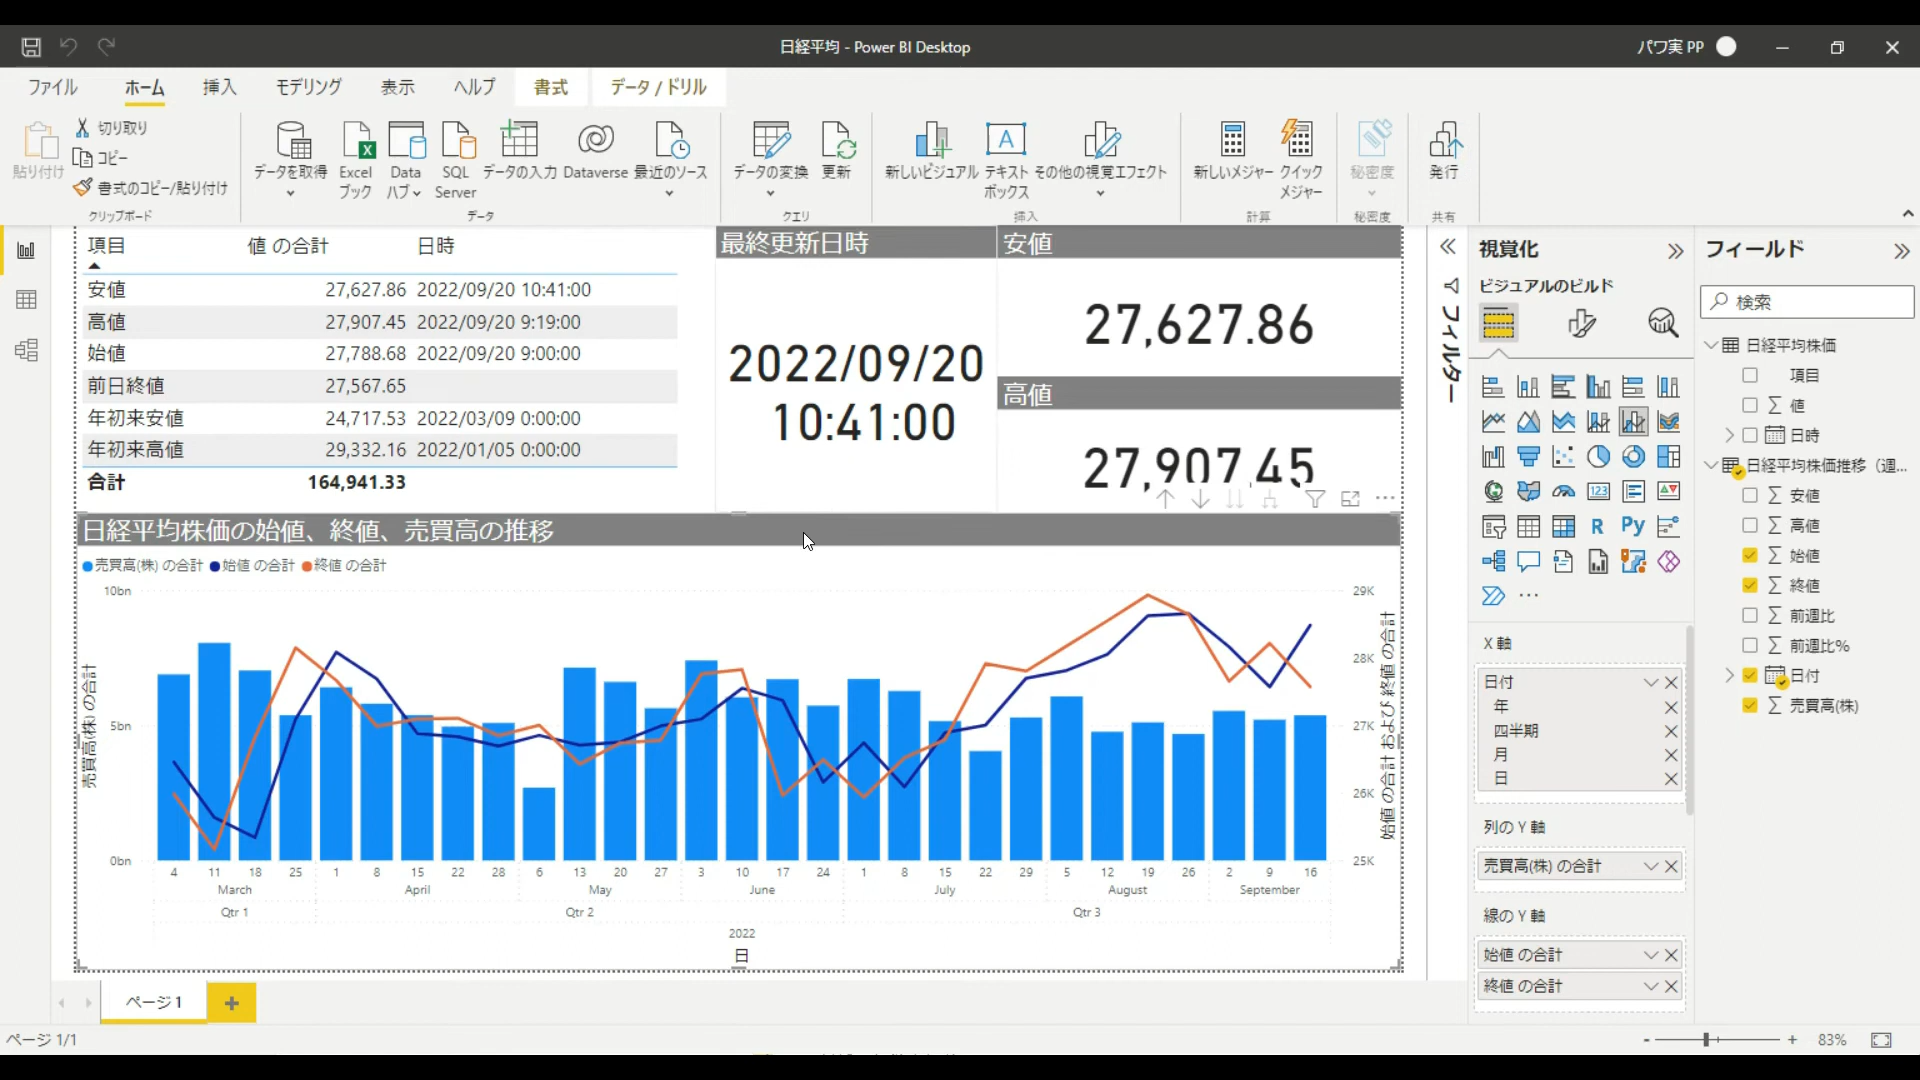 日経平均 - Power BI Desktop
パワ実 PP
ファイル ホーム 挿入 モデリング 表示 ヘルプ 書式 データ / ドリル
貼り付け
切り取り
コピー
書式のコピー/貼り付け
クリップボード
データを取得
Excel
ブック
Data
ハブ
SQL
Server
データの入力
Dataverse
最近のソース
データ
データの変換
更新
クエリ
新しいビジュアル
テキスト
ボックス
その他の視覚エフェクト
挿入
新しいメジャー
クイック
メジャー
計算
秘密度
秘密度
発行
共有
項目 値 の合計 日時
安値 27,627.86 2022/09/20 10:41:00
高値 27,907.45 2022/09/20 9:19:00
始値 27,788.68 2022/09/20 9:00:00
前日終値 27,567.65
年初来安値 24,717.53 2022/03/09 0:00:00
年初来高値 29,332.16 2022/01/05 0:00:00
合計 164,941.33
最終更新日時
2022/09/20
10:41:00
安値
27,627.86
高値
27,907.45
日経平均株価の始値、終値、売買高の推移
売買高(株) の合計 始値 の合計 終値 の合計
売買高(株) の合計
10bn
5bn
0bn
29K
28K
27K
26K
25K
始値 の合計 および 終値 の合計
4 11 18 25 1 8 15 22 28 6 13 20 27 3 10 17 24 1 8 15 22 29 5 12 19 26 2 9 16
March April May June July August September
Qtr 1 Qtr 2 Qtr 3
2022
日
フィルター
視覚化
ビジュアルのビルド
123
R
Py
X 軸
日付
年
四半期
月
日
列の Y 軸
売買高(株) の合計
線の Y 軸
始値 の合計
終値 の合計
フィールド
検索
日経平均株価
項目
値
日時
日経平均株価推移（週...
安値
高値
始値
終値
前週比
前週比%
日付
売買高(株)
ページ 1
ページ 1/1
83%